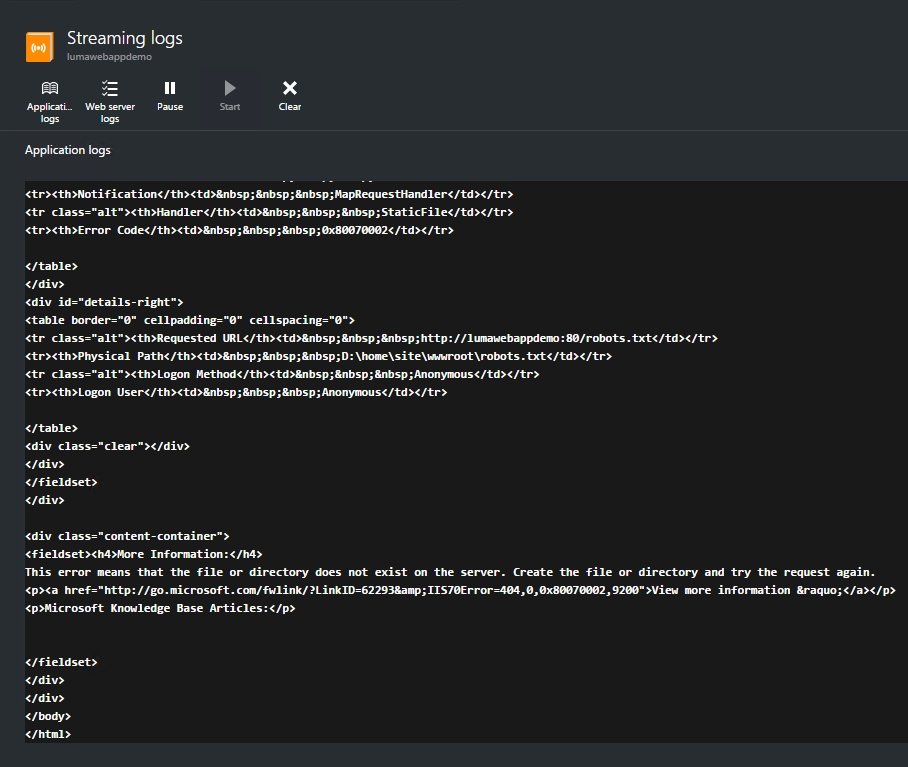 Streaming logs
lumawebappdemo
Applicati... logs
Web server logs
Pause
Start
Clear
Application logs
<tr><th>Notification</th><td>&nbsp;&nbsp;&nbsp;MapRequestHandler</td></tr>
<tr class="alt"><th>Handler</th><td>&nbsp;&nbsp;&nbsp;StaticFile</td></tr>
<tr><th>Error Code</th><td>&nbsp;&nbsp;&nbsp;0x80070002</td></tr>
</table>
</div>
<div id="details-right">
<table border="0" cellpadding="0" cellspacing="0">
<tr class="alt"><th>Requested URL</th><td>&nbsp;&nbsp;&nbsp;http://lumawebappdemo:80/robots.txt</td></tr>
<tr><th>Physical Path</th><td>&nbsp;&nbsp;&nbsp;D:\home\site\wwwroot\robots.txt</td></tr>
<tr class="alt"><th>Logon Method</th><td>&nbsp;&nbsp;&nbsp;Anonymous</td></tr>
<tr><th>Logon User</th><td>&nbsp;&nbsp;&nbsp;Anonymous</td></tr>
</table>
<div class="clear"></div>
</div>
</fieldset>
</div>
<div class="content-container">
<fieldset><h4>More Information:</h4>
This error means that the file or directory does not exist on the server. Create the file or directory and try the request again.
<p><a href="http://go.microsoft.com/fwlink/?LinkID=62293&amp;IIS70Error=404,0,0x80070002,9200">View more information &raquo;</a></p>
<p>Microsoft Knowledge Base Articles:</p>
</fieldset>
</div>
</div>
</body>
</html>